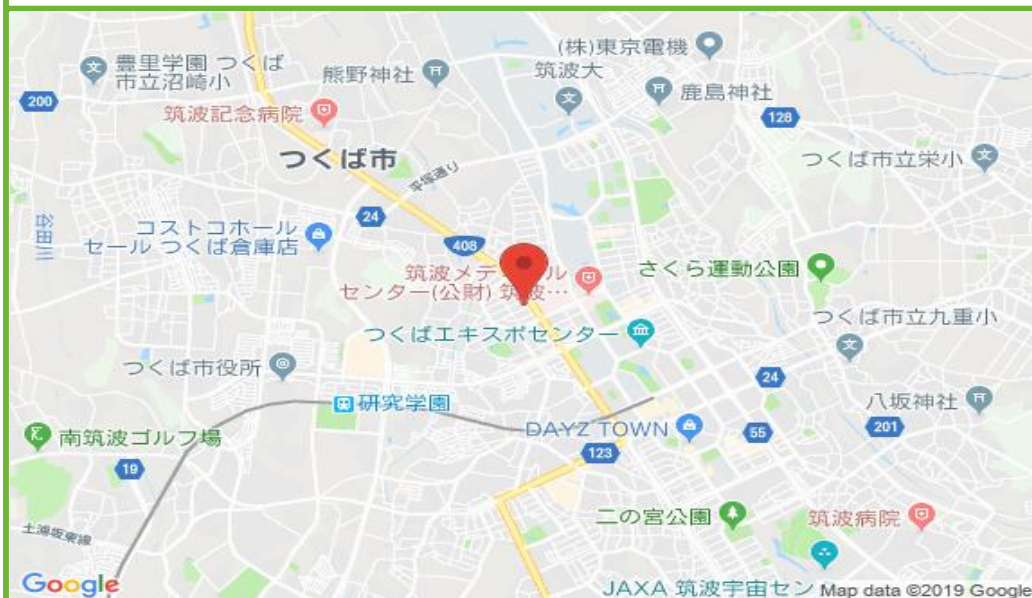 豊里学園 つくば
市立沼崎小
熊野神社
(株)東京電機
筑波大
鹿島神社
200
筑波記念病院
128
つくば市
つくば市立栄小
平塚通り
谷田川
コストコホール
セール つくば倉庫店
24
408
筑波メデ
ル
センター(公財) 筑波…
さくら運動公園
つくばエキスポセンター
つくば市立九重小
つくば市役所
24
研究学園
八坂神社
南筑波ゴルフ場
DAYZ TOWN
55
201
19
123
土浦坂東線
二の宮公園
筑波病院
Google
JAXA 筑波宇宙セン
Map data ©2019 Google